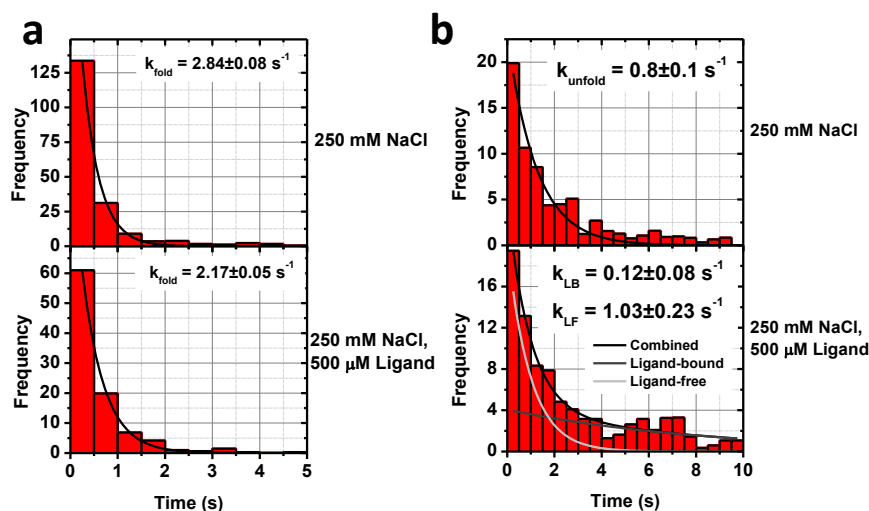 a
k_fold = 2.84±0.08 s⁻¹
125
100
75
50
25
0
Frequency
250 mM NaCl
k_fold = 2.17±0.05 s⁻¹
60
50
40
30
20
10
0
Frequency
250 mM NaCl,
500 μM Ligand
0 1 2 3 4 5
Time (s)
b
k_unfold = 0.8±0.1 s⁻¹
20
15
10
5
0
Frequency
250 mM NaCl
k_LB = 0.12±0.08 s⁻¹
k_LF = 1.03±0.23 s⁻¹
Combined
Ligand-bound
Ligand-free
16
12
8
4
0
Frequency
250 mM NaCl,
500 μM Ligand
0 2 4 6 8 10
Time (s)